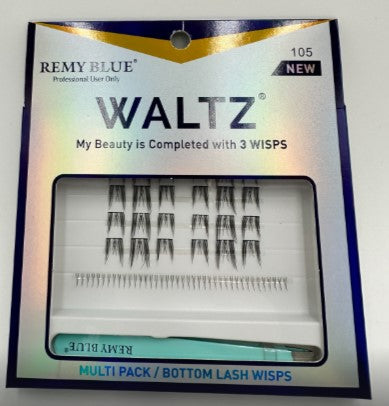 105
REMY BLUE®
Professional User Only
NEW
WALTZ®
My Beauty is Completed with 3 WISPS
REMY BLUE®
MULTI PACK / BOTTOM LASH WISPS